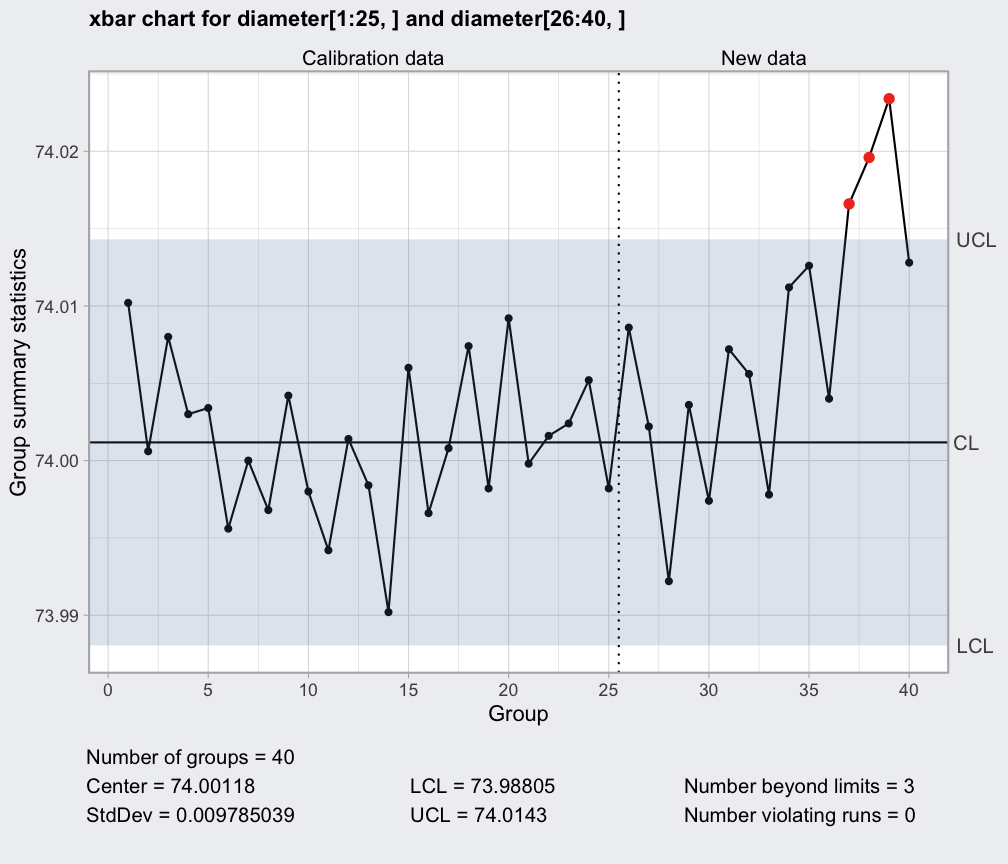 xbar chart for diameter[1:25, ] and diameter[26:40, ]
Calibration data New data
Group summary statistics
74.02
74.01
74.00
73.99
UCL
CL
LCL
0 5 10 15 20 25 30 35 40
Group
Number of groups = 40
Center = 74.00118 LCL = 73.98805 Number beyond limits = 3
StdDev = 0.009785039 UCL = 74.0143 Number violating runs = 0